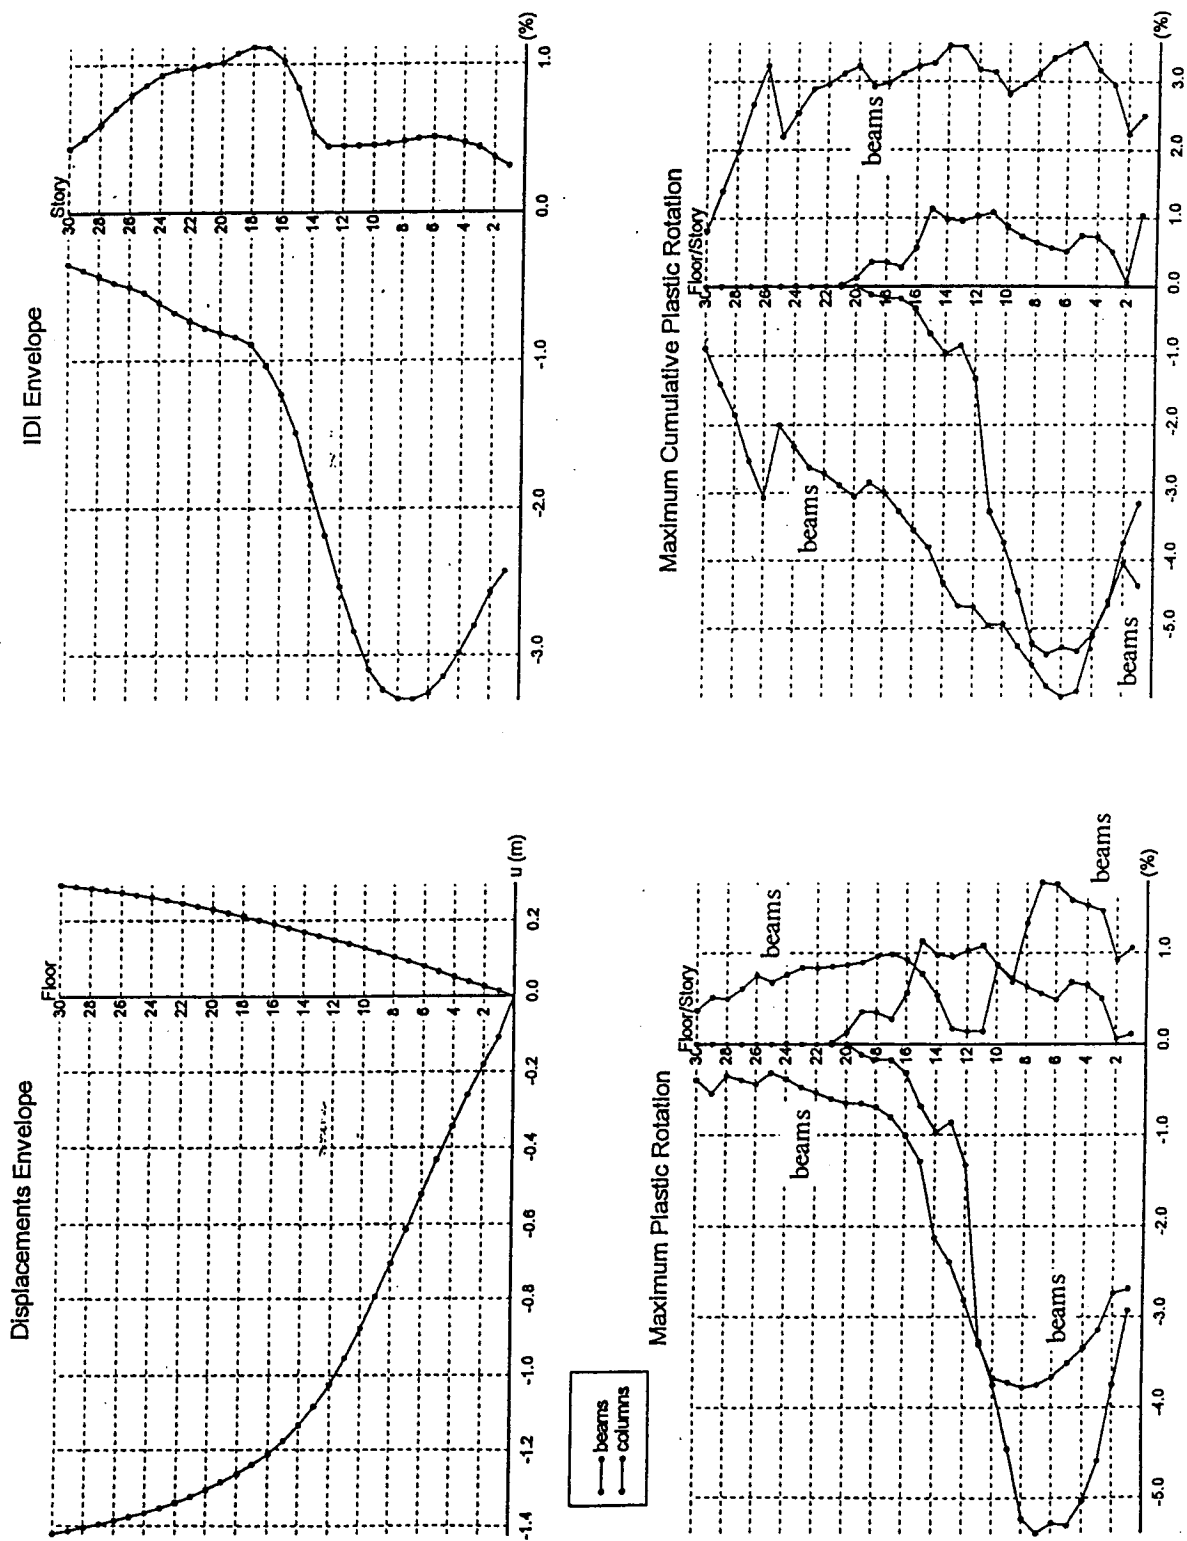 Displacements Envelope
Floor
30
28
26
24
22
20
18
16
14
12
10
8
6
4
2
-1.4 -1.2 -1.0 -0.8 -0.6 -0.4 -0.2 0.0 0.2 u (m)
IDI Envelope
Story
30
28
26
24
22
20
18
16
14
12
10
8
6
4
2
-3.0 -2.0 -1.0 0.0 1.0 (%)
beams
columns
Maximum Plastic Rotation
Floor/Story
30
28
26
24
22
20
18
16
14
12
10
8
6
4
2
beams
beams
beams
beams
-5.0 -4.0 -3.0 -2.0 -1.0 0.0 1.0 (%)
Maximum Cumulative Plastic Rotation
Floor/Story
30
28
26
24
22
20
18
16
14
12
10
8
6
4
2
beams
beams
beams
-5.0 -4.0 -3.0 -2.0 -1.0 0.0 1.0 2.0 3.0 (%)